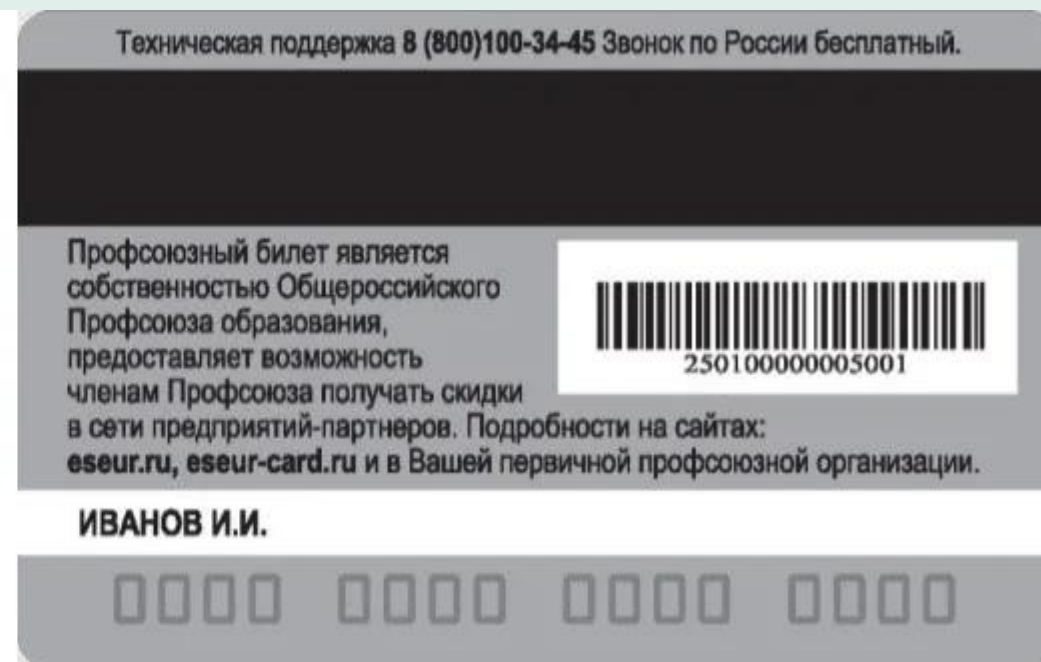 Техническая поддержка 8 (800)100-34-45 Звонок по России бесплатный.
Профсоюзный билет является
собственностью Общероссийского
Профсоюза образования,
предоставляет возможность
членам Профсоюза получать скидки
в сети предприятий-партнеров. Подробности на сайтах:
eseur.ru, eseur-card.ru и в Вашей первичной профсоюзной организации.
250100000005001
ИВАНОВ И.И.
0000 0000 0000 0000